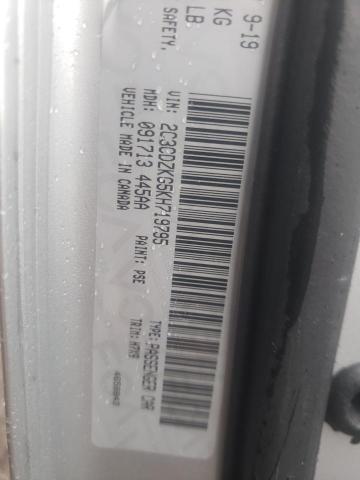 9-19
KG
LB
SAFETY,
VIN: 2C3CDZKG5KH719795
TYPE: PASSENGER CAR
MDH: 091713 445AA
PAINT: PSE
TRIM: H7X9
VEHICLE MADE IN CANADA